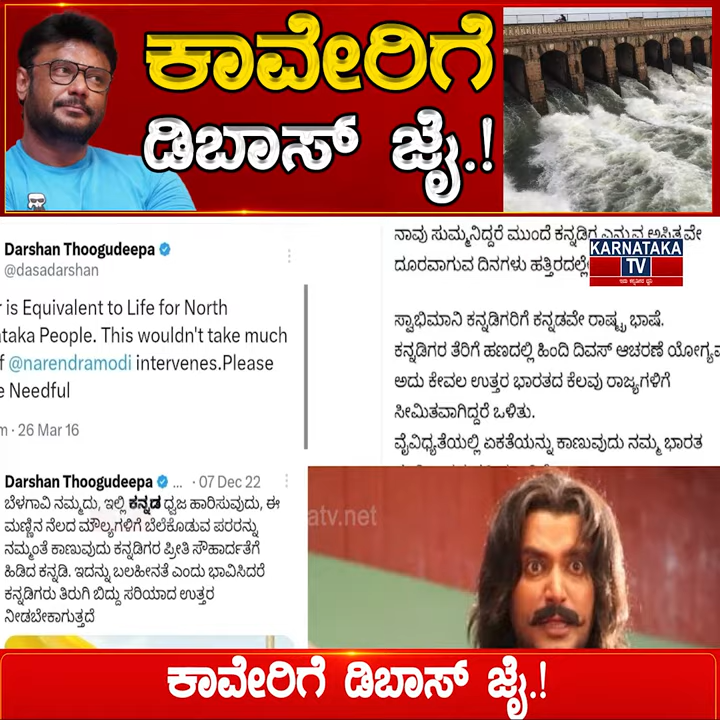 ಕಾವೇರಿಗೆ
ಡಿಬಾಸ್ ಜೈ.!
Darshan Thoogudeepa
@dasadarshan
is Equivalent to Life for North
ataka People. This wouldn't take much
f @narendramodi intervenes.Please
e Needful
m · 26 Mar 16
ನಾವು ಸುಮ್ಮನಿದ್ದರೆ ಮುಂದೆ ಕನ್ನಡಿಗ ಎನುವ ಅಸ್ತಿತ್ವವೇ
ದೂರವಾಗುವ ದಿನಗಳು ಹತ್ತಿರದಲ್ಲೇ
KARNATAKA
TV
ಸ್ವಾಭಿಮಾನಿ ಕನ್ನಡಿಗರಿಗೆ ಕನ್ನಡವೇ ರಾಷ್ಟ್ರ ಭಾಷೆ.
ಕನ್ನಡಿಗರ ತೆರಿಗೆ ಹಣದಲ್ಲಿ ಹಿಂದಿ ದಿವಸ್ ಆಚರಣೆ ಯೋಗ್ಯವ
ಅದು ಕೇವಲ ಉತ್ತರ ಭಾರತದ ಕೆಲವು ರಾಜ್ಯಗಳಿಗೆ
ಸೀಮಿತವಾಗಿದ್ದರೆ ಒಳಿತು.
ವೈವಿಧ್ಯತೆಯಲ್ಲಿ ಏಕತೆಯನ್ನು ಕಾಣುವುದು ನಮ್ಮ ಭಾರತ
Darshan Thoogudeepa ... · 07 Dec 22
ಬೆಳಗಾವಿ ನಮ್ಮದು, ಇಲ್ಲಿ ಕನ್ನಡ ಧ್ವಜ ಹಾರಿಸುವುದು, ಈ
ಮಣ್ಣಿನ ನೆಲದ ಮೌಲ್ಯಗಳಿಗೆ ಬೆಲೆಕೊಡುವ ಪರರನ್ನು
ನಮ್ಮಂತೆ ಕಾಣುವುದು ಕನ್ನಡಿಗರ ಪ್ರೀತಿ ಸೌಹಾರ್ದತೆಗೆ
ಹಿಡಿದ ಕನ್ನಡಿ. ಇದನ್ನು ಬಲಹೀನತೆ ಎಂದು ಭಾವಿಸಿದರೆ
ಕನ್ನಡಿಗರು ತಿರುಗಿ ಬಿದ್ದು ಸರಿಯಾದ ಉತ್ತರ
ನೀಡಬೇಕಾಗುತ್ತದೆ
atv.net
ಕಾವೇರಿಗೆ ಡಿಬಾಸ್ ಜೈ.!